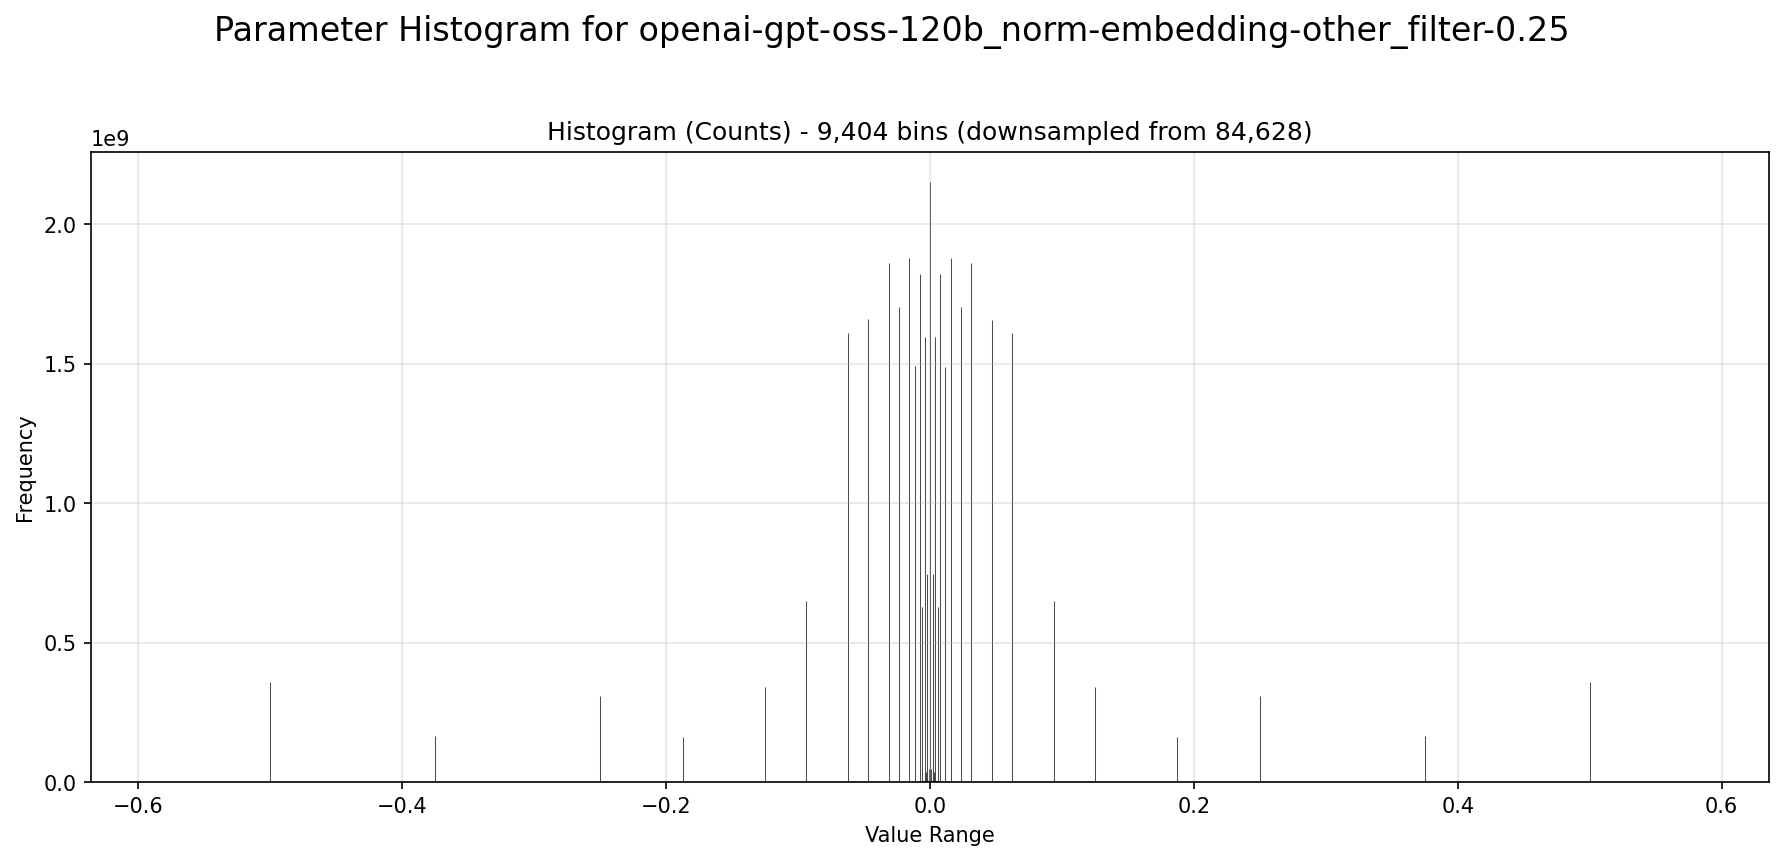 Parameter Histogram for openai-gpt-oss-120b_norm-embedding-other_filter-0.25
Histogram (Counts) - 9,404 bins (downsampled from 84,628)
1e9
2.0
1.5
1.0
0.5
0.0
Frequency
−0.6 −0.4 −0.2 0.0 0.2 0.4 0.6
Value Range